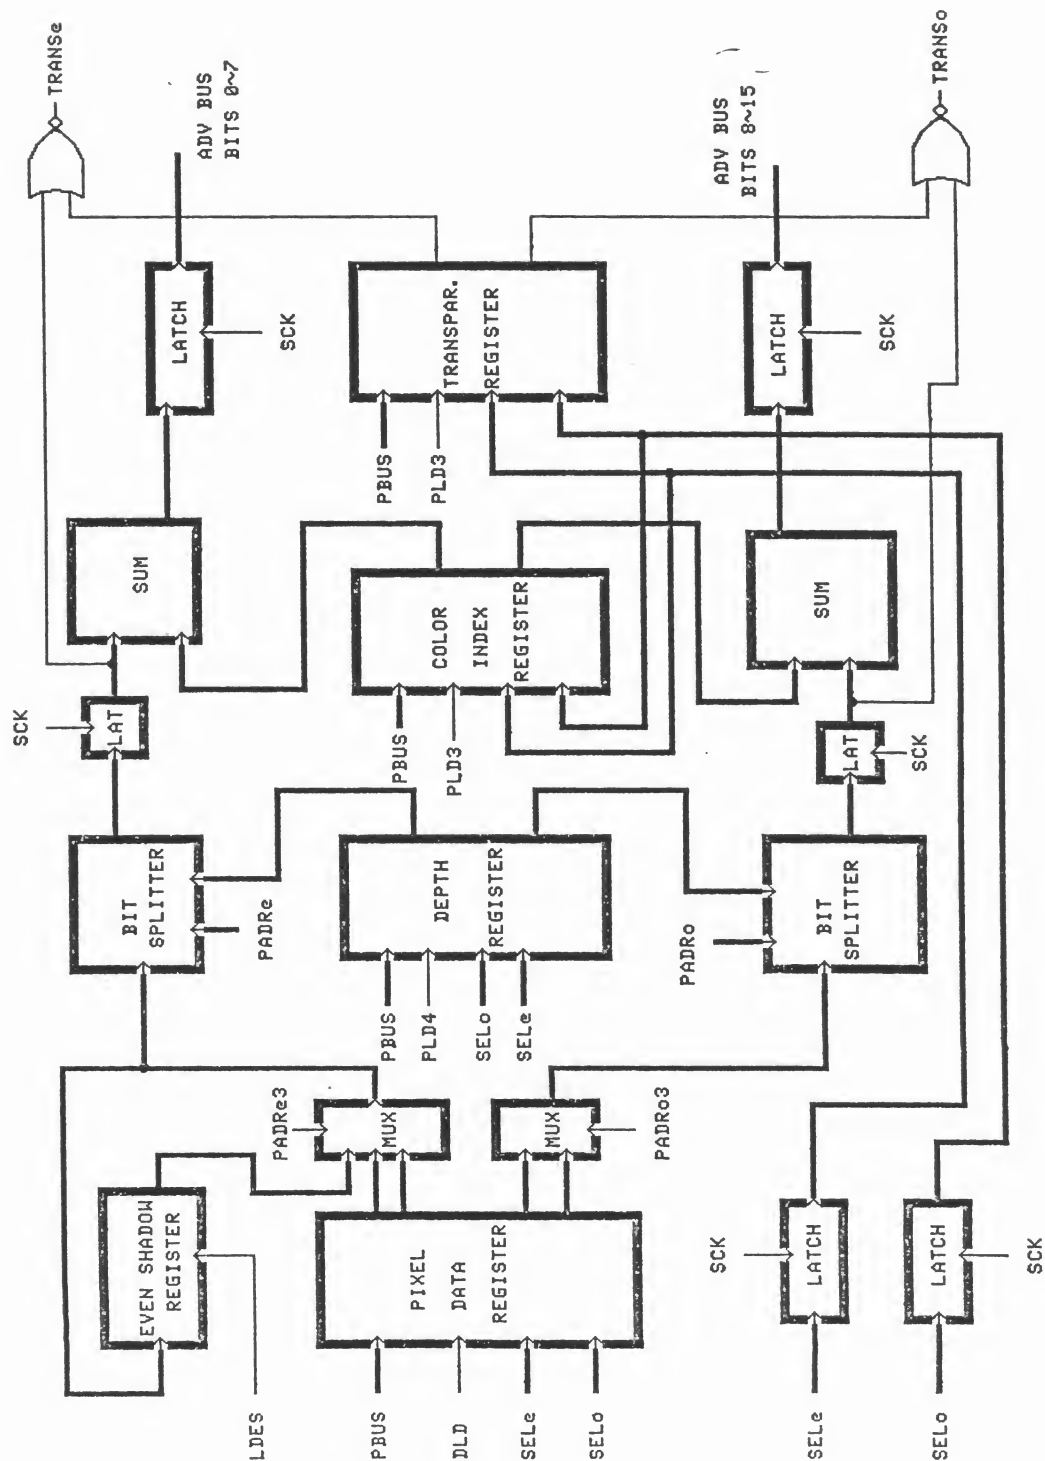 LDES
PBUS
DLD
SELe
SELo
SELe
SELo
EVEN SHADOW
REGISTER
PIXEL
DATA
REGISTER
SCK
LATCH
LATCH
SCK
PADRe3
MUX
MUX
PADRo3
PBUS
PLD4
SELo
SELe
BIT
SPLITTER
PADRe
DEPTH
REGISTER
PADRo
BIT
SPLITTER
SCK
LAT
PBUS
PLD3
LAT
SCK
SUM
COLOR
INDEX
REGISTER
SUM
PBUS
PLD3
LATCH
SCK
TRANSPAR.
REGISTER
LATCH
SCK
TRANSe
ADV BUS
BITS 0~7
ADV BUS
BITS 8~15
TRANSo